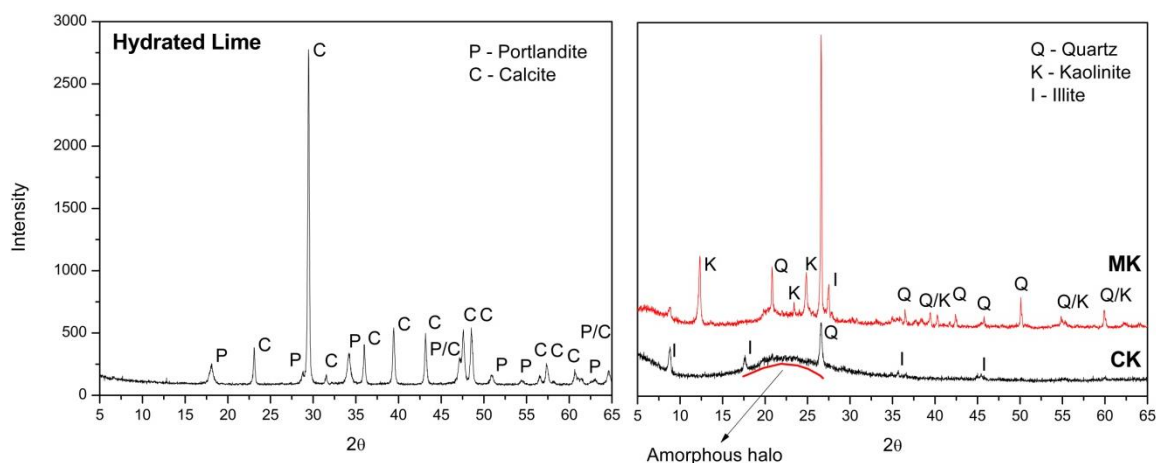 Hydrated Lime
P - Portlandite
C - Calcite
Intensity
3000
2500
2000
1500
1000
500
0
C
P
C
P
C
P
C
C
C
P/C
C C
P
P
C
C
C
P
P/C
5 10 15 20 25 30 35 40 45 50 55 60 65
2θ
Q - Quartz
K - Kaolinite
I - Illite
K
Q
K
K
I
Q
Q/K
Q
Q
Q
Q/K
Q/K
MK
I
I
Q
I
I
CK
5 10 15 20 25 30 35 40 45 50 55 60 65
Amorphous halo
2θ